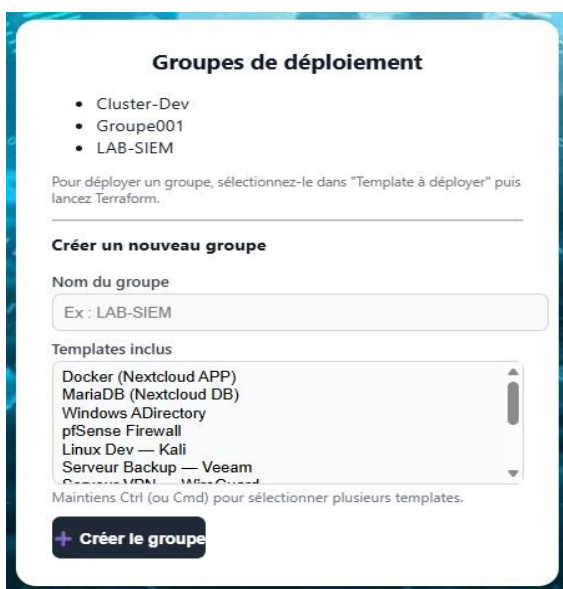 Groupes de déploiement
• Cluster-Dev
• Groupe001
• LAB-SIEM
Pour déployer un groupe, sélectionnez-le dans "Template à déployer" puis
lancez Terraform.
Créer un nouveau groupe
Nom du groupe
Ex : LAB-SIEM
Templates inclus
Docker (Nextcloud APP)
MariaDB (Nextcloud DB)
Windows ADirectory
pfSense Firewall
Linux Dev — Kali
Serveur Backup — Veeam
Serveur VPN — WireGuard
Maintiens Ctrl (ou Cmd) pour sélectionner plusieurs templates.
+ Créer le groupe